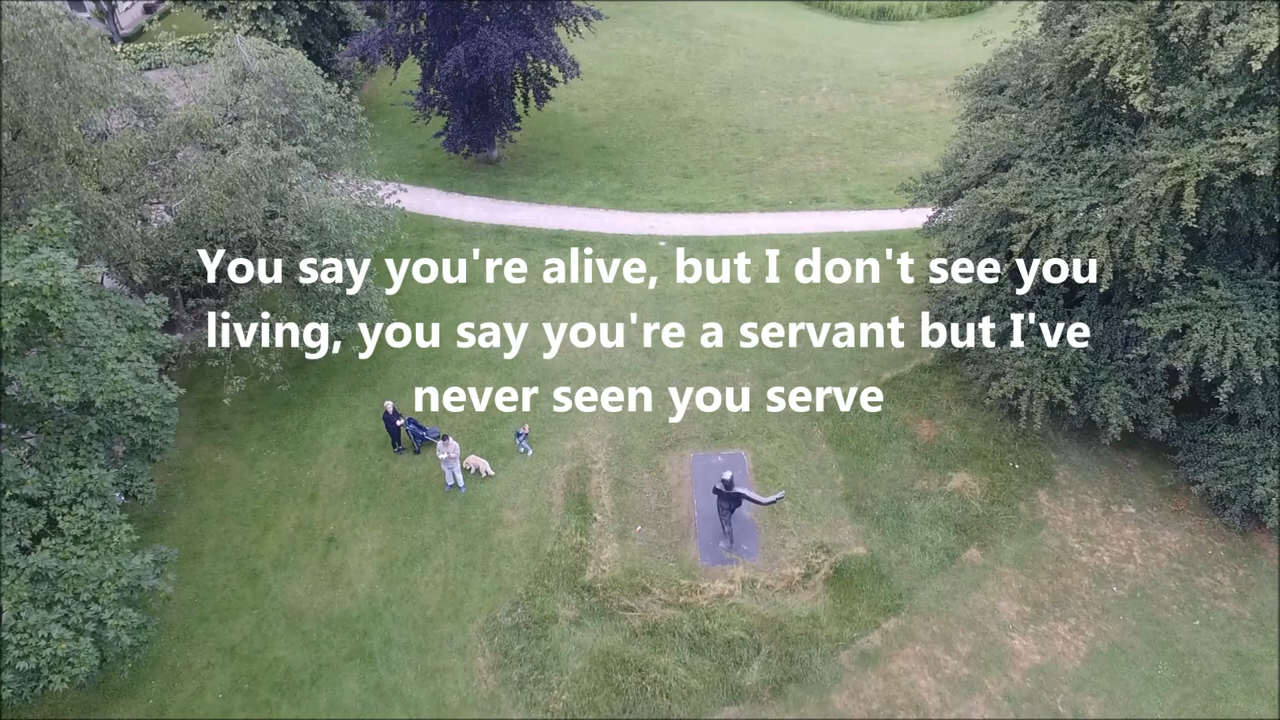 You say you're alive, but I don't see you
living, you say you're a servant but I've
never seen you serve